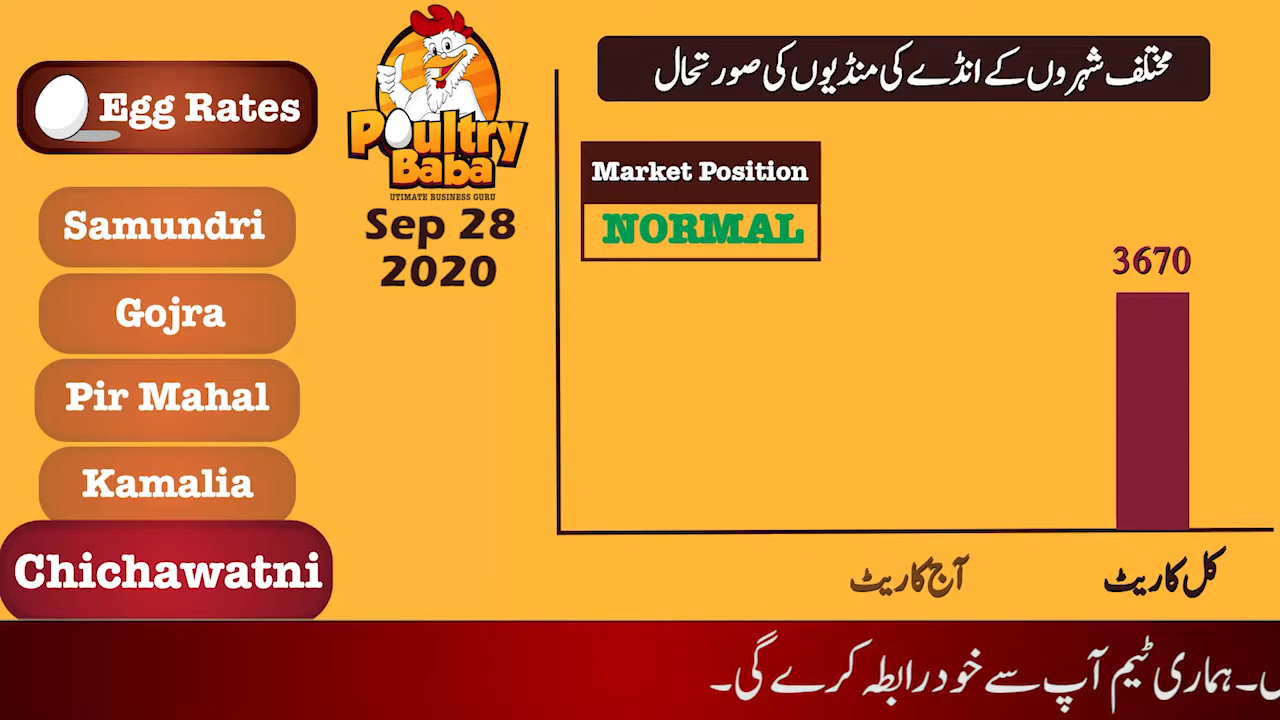 Egg Rates
Samundri
Gojra
Pir Mahal
Kamalia
Chichawatni
Poultry
Baba
UTIMATE BUSINESS GURU
Sep 28
2020
مختلف شہروں کے انڈے کی منڈیوں کی صورتحال
Market Position
NORMAL
3670
کل کا ریٹ
آج کا ریٹ
۔ ہماری ٹیم آپ سے خود رابطہ کرے گی۔